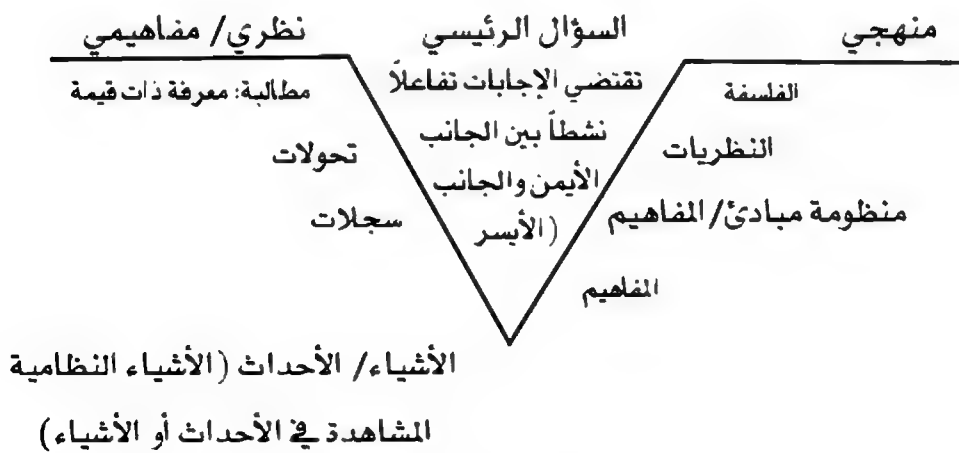 منهجي
السؤال الرئيسي
نظري/ مفاهيمي
الفلسفة
النظريات
منظومة مبادئ/ المفاهيم
المفاهيم
تقتضي الإجابات تفاعلاً
نشطاً بين الجانب
الأيمن والجانب
(الأيسر
مطالبة: معرفة ذات قيمة
تحولات
سجلات
الأشياء/ الأحداث (الأشياء النظامية
المشاهدة في الأحداث أو الأشياء)